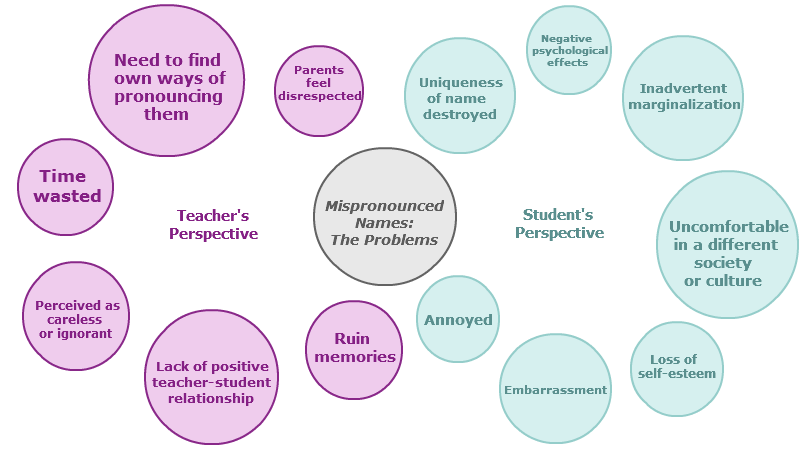 Need to find
own ways of
pronouncing
them
Parents
feel
disrespected
Uniqueness
of name
destroyed
Negative
psychological
effects
Inadvertent
marginalization
Time
wasted
Teacher's
Perspective
Mispronounced
Names:
The Problems
Student's
Perspective
Uncomfortable
in a different
society
or culture
Perceived as
careless
or ignorant
Lack of positive
teacher-student
relationship
Ruin
memories
Annoyed
Embarrassment
Loss of
self-esteem